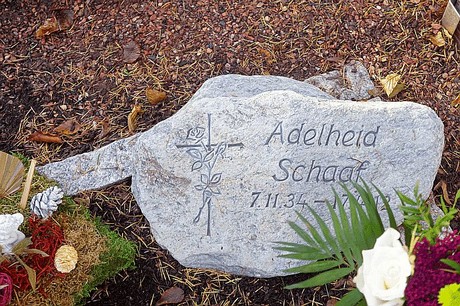 Adelheid
Schaaf
7.11.34 –